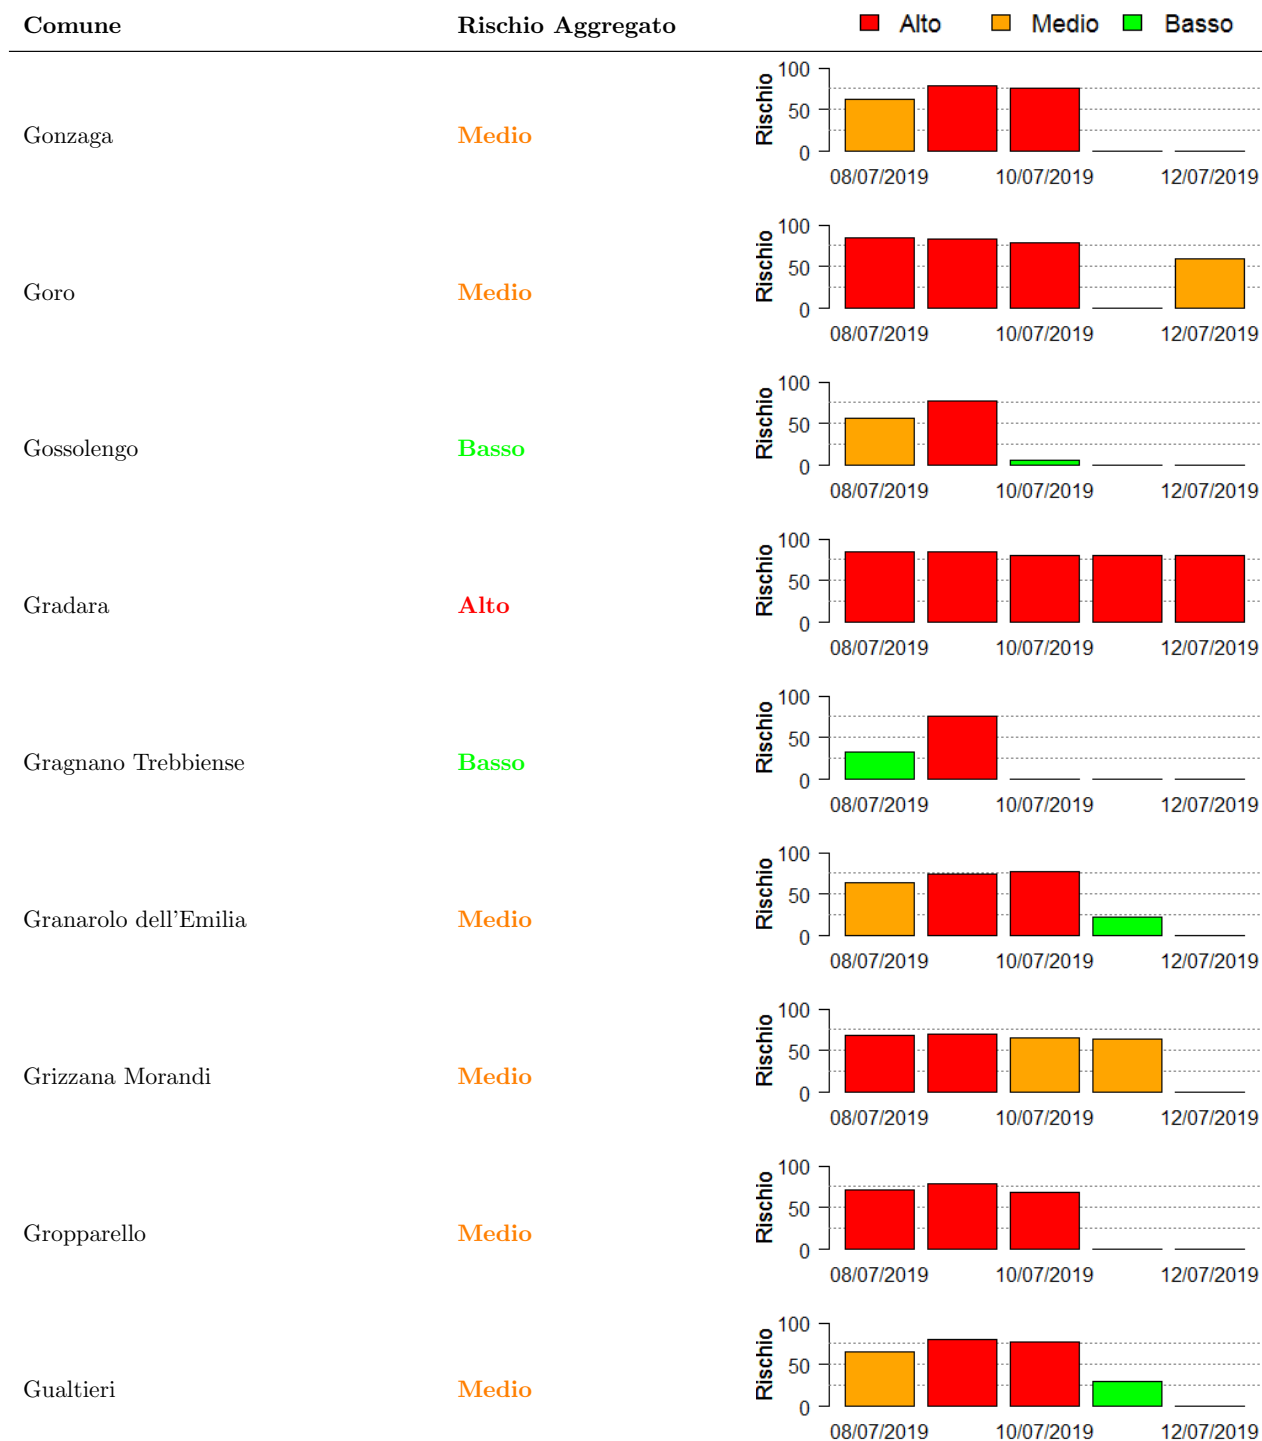 Comune Rischio Aggregato Alto Medio Basso
Gonzaga Medio Rischio 100 50 0
08/07/2019 10/07/2019 12/07/2019
Goro Medio Rischio 100 50 0
08/07/2019 10/07/2019 12/07/2019
Gossolengo Basso Rischio 100 50 0
08/07/2019 10/07/2019 12/07/2019
Gradara Alto Rischio 100 50 0
08/07/2019 10/07/2019 12/07/2019
Gragnano Trebbiense Basso Rischio 100 50 0
08/07/2019 10/07/2019 12/07/2019
Granarolo dell'Emilia Medio Rischio 100 50 0
08/07/2019 10/07/2019 12/07/2019
Grizzana Morandi Medio Rischio 100 50 0
08/07/2019 10/07/2019 12/07/2019
Gropparello Medio Rischio 100 50 0
08/07/2019 10/07/2019 12/07/2019
Gualtieri Medio Rischio 100 50 0
08/07/2019 10/07/2019 12/07/2019